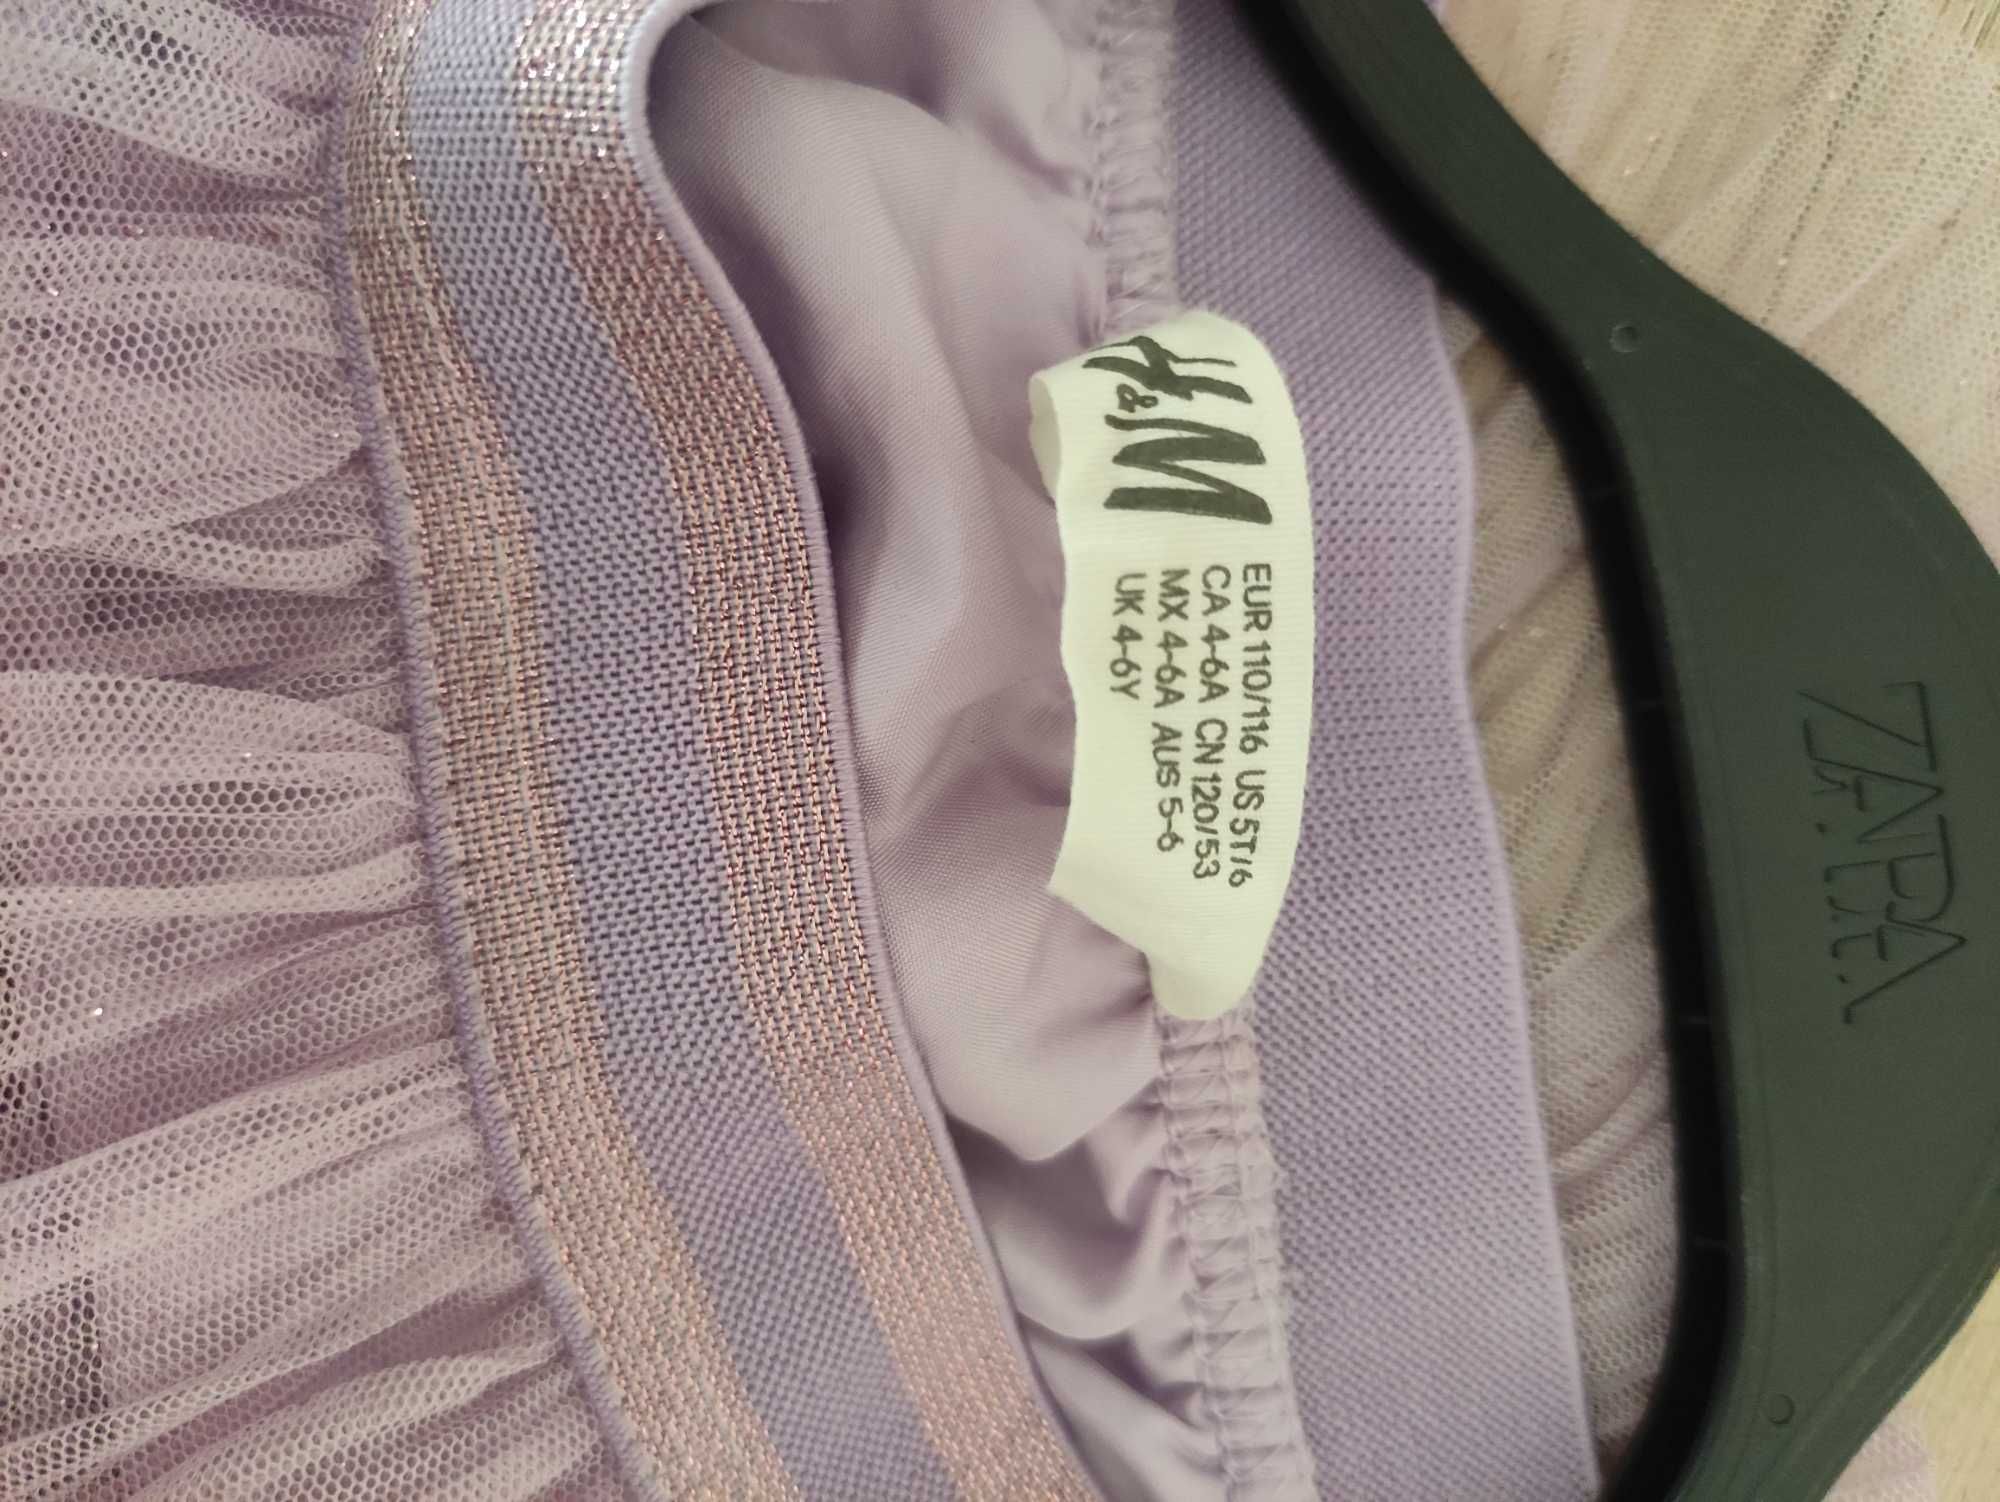 H&M
EUR 110/116 US 5T/6
CA 4-6A CN 120/53
MX 4-6A AUS 5-6
UK 4-6Y
ZARA